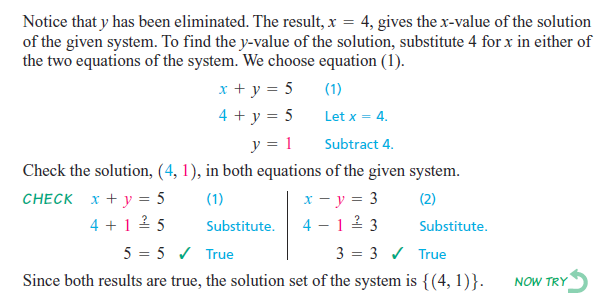 Notice that y has been eliminated. The result, x = 4, gives the x-value of the solution
of the given system. To find the y-value of the solution, substitute 4 for x in either of
the two equations of the system. We choose equation (1).
x + y = 5 (1)
4 + y = 5 Let x = 4.
y = 1 Subtract 4.
Check the solution, (4, 1), in both equations of the given system.
CHECK x + y = 5 (1) x − y = 3 (2)
4 + 1 ≟ 5 Substitute. 4 − 1 ≟ 3 Substitute.
5 = 5 ✓ True 3 = 3 ✓ True
Since both results are true, the solution set of the system is {(4, 1)}. NOW TRY